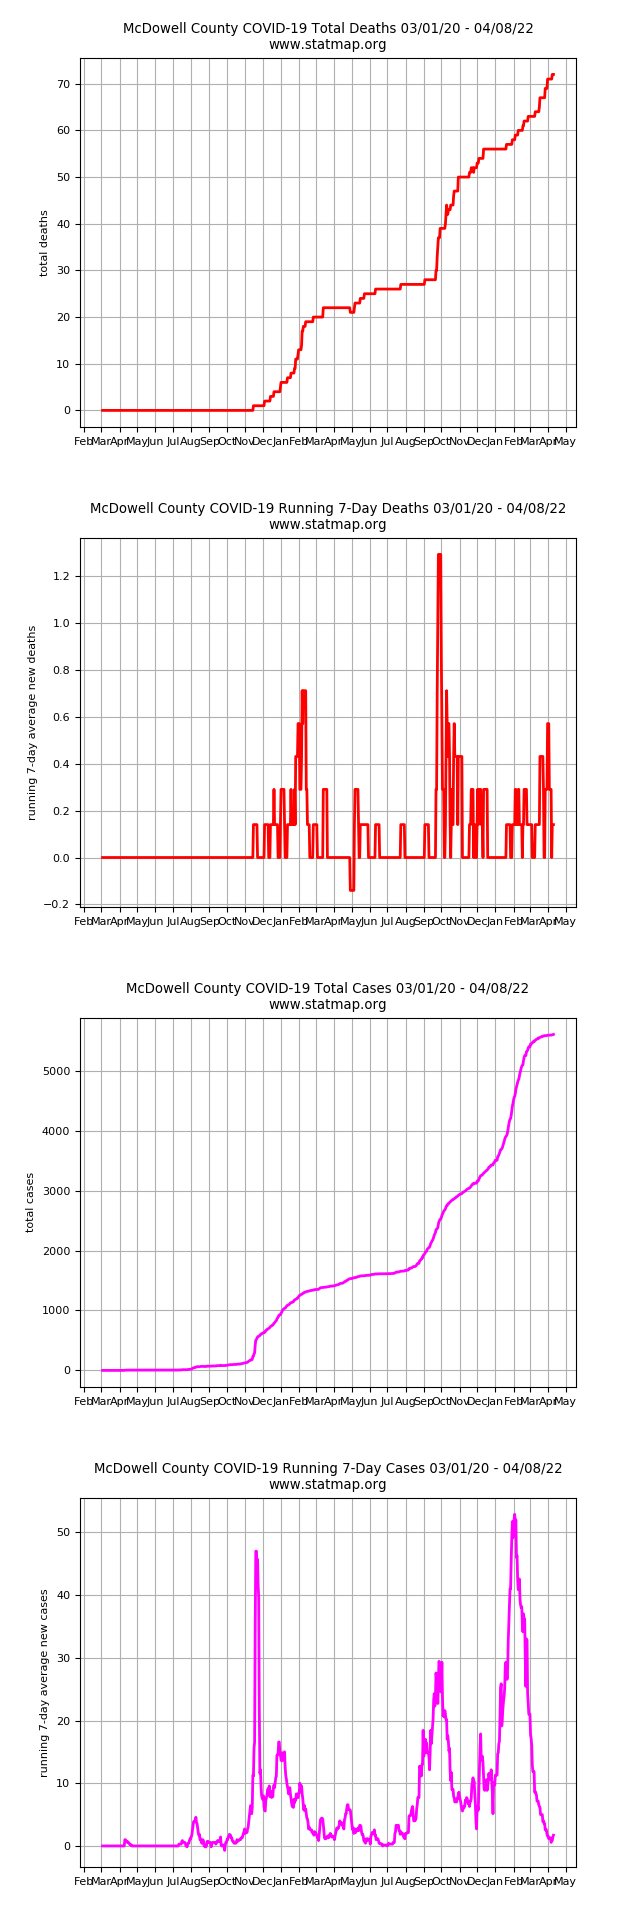 McDowell County COVID-19 Total Deaths 03/01/20 - 04/08/22
www.statmap.org
total deaths
70
60
50
40
30
20
10
0
Feb Mar Apr May Jun Jul Aug Sep Oct Nov Dec Jan Feb Mar Apr May Jun Jul Aug Sep Oct Nov Dec Jan Feb Mar Apr May
McDowell County COVID-19 Running 7-Day Deaths 03/01/20 - 04/08/22
www.statmap.org
running 7-day average new deaths
1.2
1.0
0.8
0.6
0.4
0.2
0.0
−0.2
Feb Mar Apr May Jun Jul Aug Sep Oct Nov Dec Jan Feb Mar Apr May Jun Jul Aug Sep Oct Nov Dec Jan Feb Mar Apr May
McDowell County COVID-19 Total Cases 03/01/20 - 04/08/22
www.statmap.org
total cases
5000
4000
3000
2000
1000
0
Feb Mar Apr May Jun Jul Aug Sep Oct Nov Dec Jan Feb Mar Apr May Jun Jul Aug Sep Oct Nov Dec Jan Feb Mar Apr May
McDowell County COVID-19 Running 7-Day Cases 03/01/20 - 04/08/22
www.statmap.org
running 7-day average new cases
50
40
30
20
10
0
Feb Mar Apr May Jun Jul Aug Sep Oct Nov Dec Jan Feb Mar Apr May Jun Jul Aug Sep Oct Nov Dec Jan Feb Mar Apr May